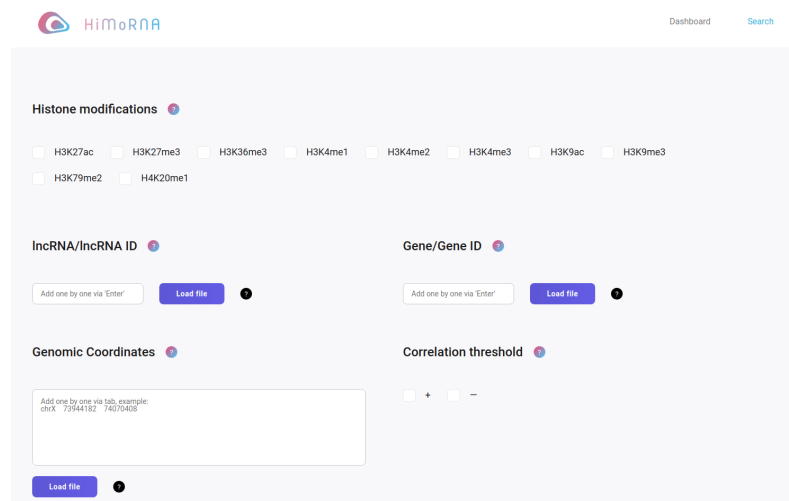 HiMoRNA
Dashboard Search
Histone modifications ?
H3K27ac H3K27me3 H3K36me3 H3K4me1 H3K4me2 H3K4me3 H3K9ac H3K9me3
H3K79me2 H4K20me1
lncRNA/lncRNA ID ?
Add one by one via 'Enter' Load file ?
Gene/Gene ID ?
Add one by one via 'Enter' Load file ?
Genomic Coordinates ?
Add one by one via tab, example:
chrX 73944182 74070408
Load file ?
Correlation threshold ?
+ —